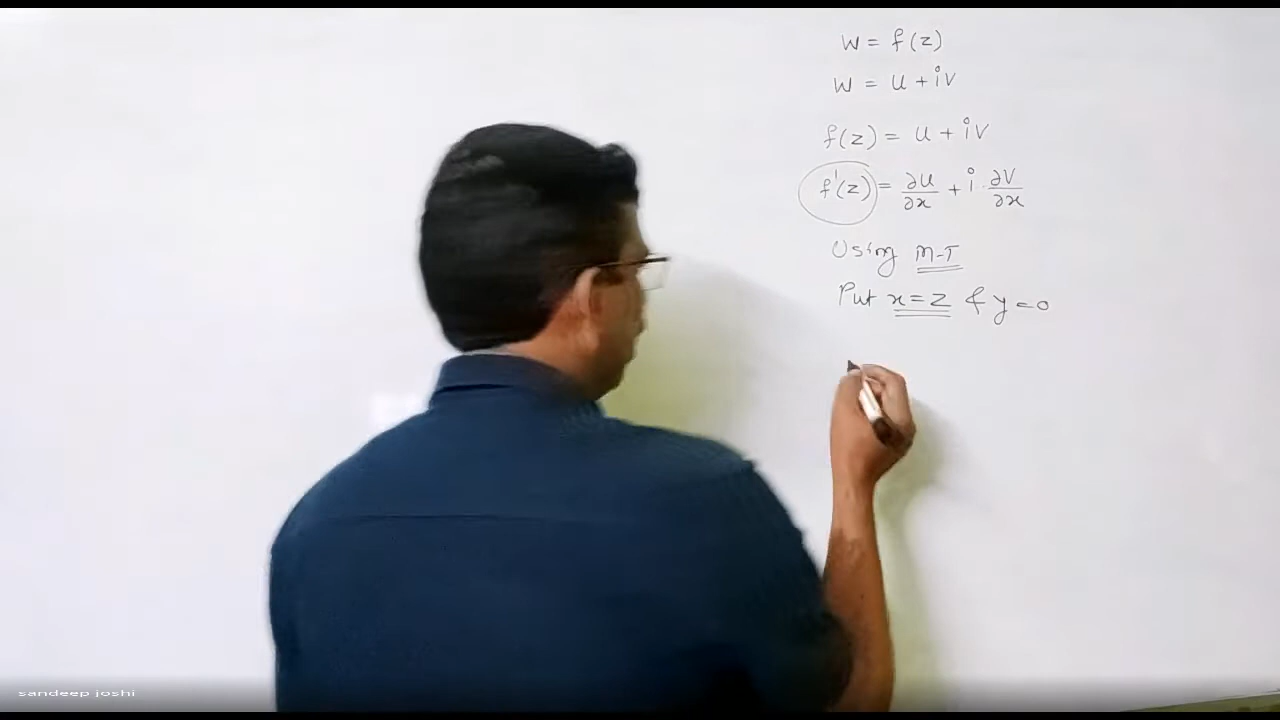 w = f(z)
w = u + iv
f(z) = u + iv
f'(z) = ∂u/∂x + i ∂v/∂x
Using M-T
Put x = z & y = 0
sandeep joshi